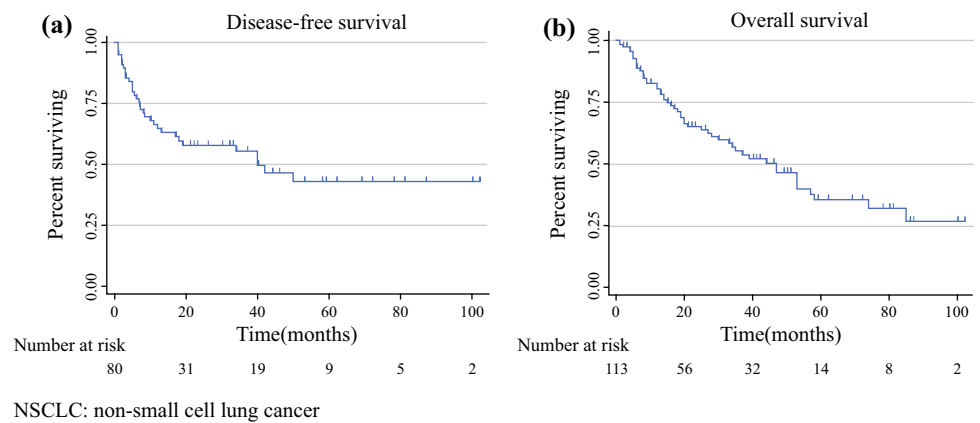 (a) Disease-free survival
Percent surviving
1.00
0.75
0.50
0.25
0.00
0 20 40 60 80 100
Time(months)
Number at risk
80 31 19 9 5 2
(b) Overall survival
Percent surviving
1.00
0.75
0.50
0.25
0.00
0 20 40 60 80 100
Time(months)
Number at risk
113 56 32 14 8 2
NSCLC: non-small cell lung cancer